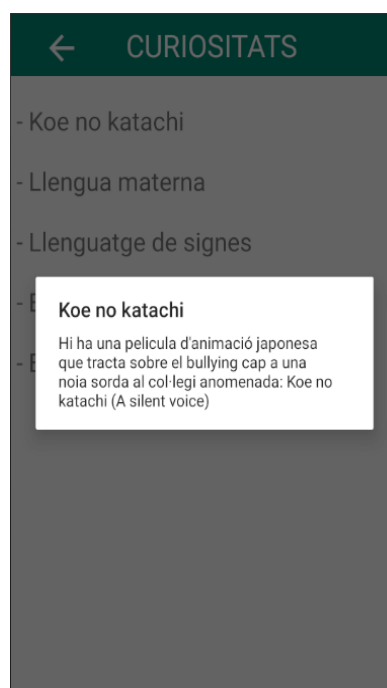 CURIOSITATS
- Koe no katachi
- Llengua materna
- Llenguatge de signes
Koe no katachi
Hi ha una pelicula d'animació japonesa
que tracta sobre el bullying cap a una
noia sorda al col·legi anomenada: Koe no
katachi (A silent voice)